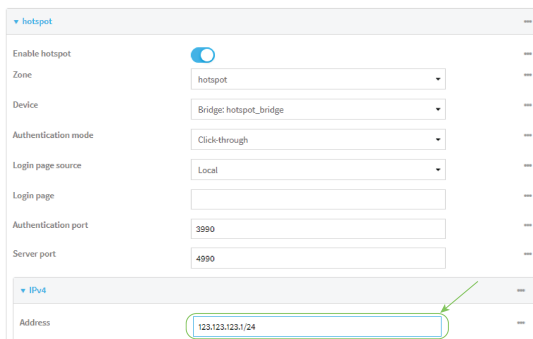 hotspot
Enable hotspot
Zone hotspot
Device Bridge: hotspot_bridge
Authentication mode Click-through
Login page source Local
Login page
Authentication port 3990
Server port 4990
IPv4
Address 123.123.123.1/24